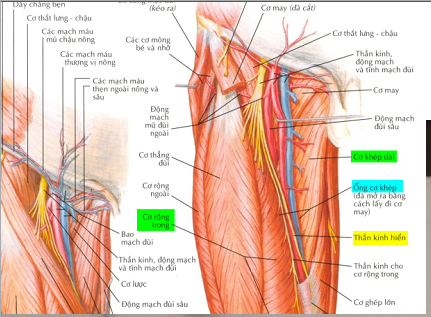 Dây chằng bẹn
Cơ thắt lưng - chậu
Các mạch máu
mũ chậu nông
Các mạch máu
thượng vị nông
Các mạch máu
thẹn ngoài nông và
sâu
Bao
mạch đùi
Thần kinh, động mạch
và tĩnh mạch đùi
Cơ lược
Động mạch đùi sâu
(kéo ra)
Các cơ mông
bé và nhỡ
Động
mạch
mũ đùi
ngoài
Cơ thẳng
đùi
Cơ rộng
ngoài
Cơ rộng
trong
Cơ may (đã cắt)
Cơ thắt lưng - chậu
Thần kinh,
động mạch
và tĩnh mạch đùi
Cơ may
Động mạch
đùi sâu
Cơ khép dài
Ống cơ khép
(đã mở ra bằng
cách lấy đi cơ
may)
Thần kinh hiển
Thần kinh cho
cơ rộng trong
Cơ ghép lớn